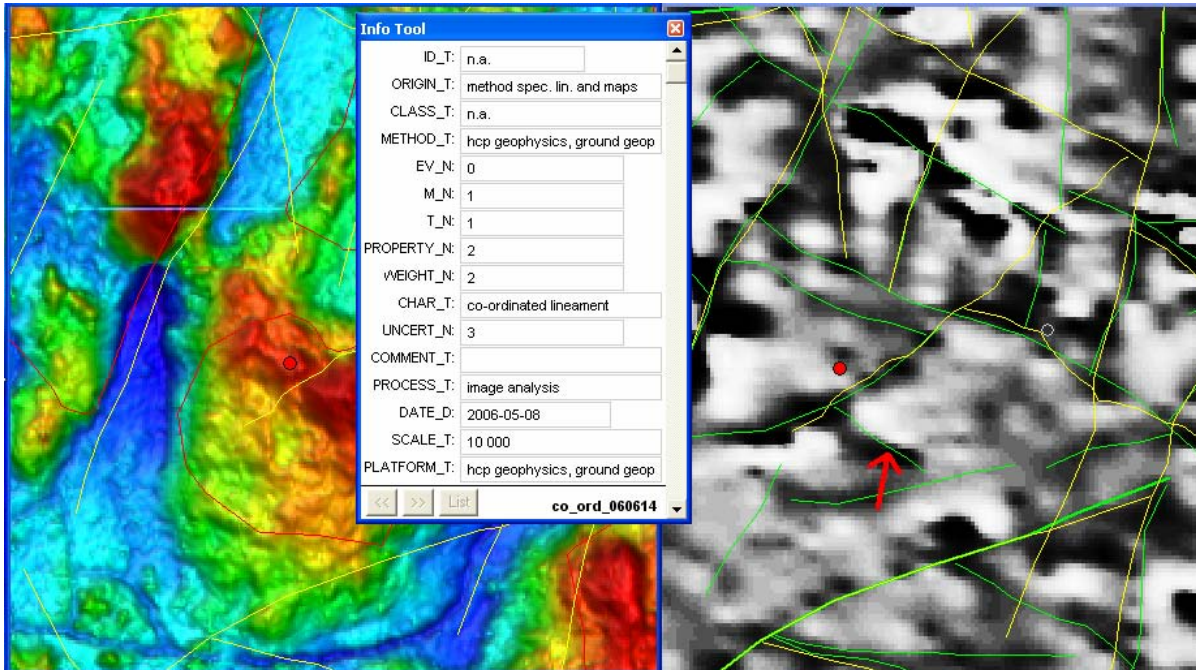 Info Tool
ID_T: n.a.
ORIGIN_T: method spec. lin. and maps
CLASS_T: n.a.
METHOD_T: hcp geophysics, ground geop
EV_N: 0
M_N: 1
T_N: 1
PROPERTY_N: 2
WEIGHT_N: 2
CHAR_T: co-ordinated lineament
UNCERT_N: 3
COMMENT_T:
PROCESS_T: image analysis
DATE_D: 2006-05-08
SCALE_T: 10 000
PLATFORM_T: hcp geophysics, ground geop
<< >> List co_ord_060614